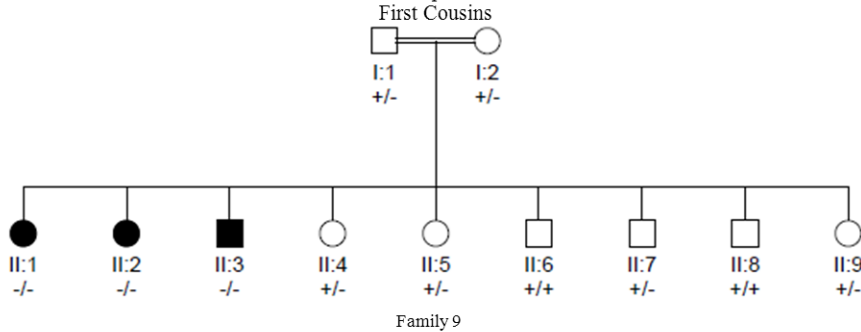 First Cousins
I:1 I:2
+/- +/-
II:1 II:2 II:3 II:4 II:5 II:6 II:7 II:8 II:9
-/- -/- -/- +/- +/- +/+ +/- +/+ +/-
Family 9